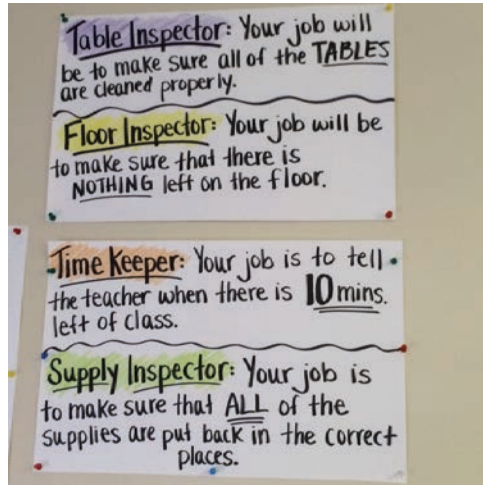 Table Inspector: Your job will
be to make sure all of the TABLES
are cleaned properly.
Floor Inspector: Your job will be
to make sure that there is
NOTHING left on the floor.
Time Keeper: Your job is to tell
the teacher when there is 10 mins.
left of class.
Supply Inspector: Your job is
to make sure that ALL of the
supplies are put back in the correct
places.